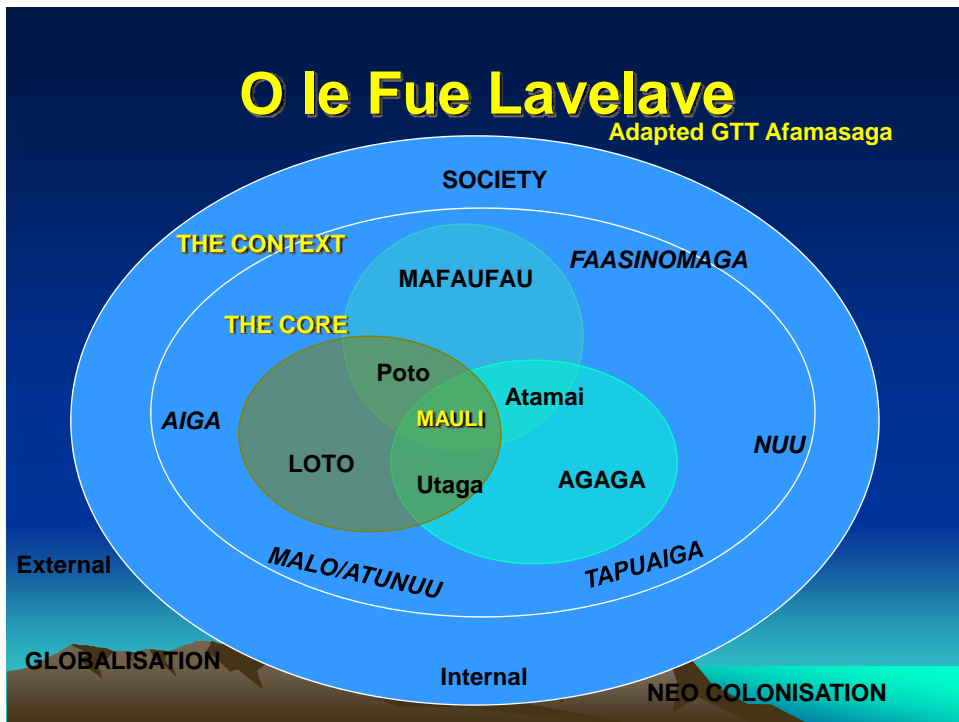 O le Fue Lavelave
Adapted GTT Afamasaga
SOCIETY
THE CONTEXT
FAASINOMAGA
MAFAUFAU
THE CORE
Poto
Atamai
MAULI
AIGA
NUU
LOTO
Utaga
AGAGA
MALO/ATUNUU
TAPUAIGA
External
GLOBALISATION
Internal
NEO COLONISATION